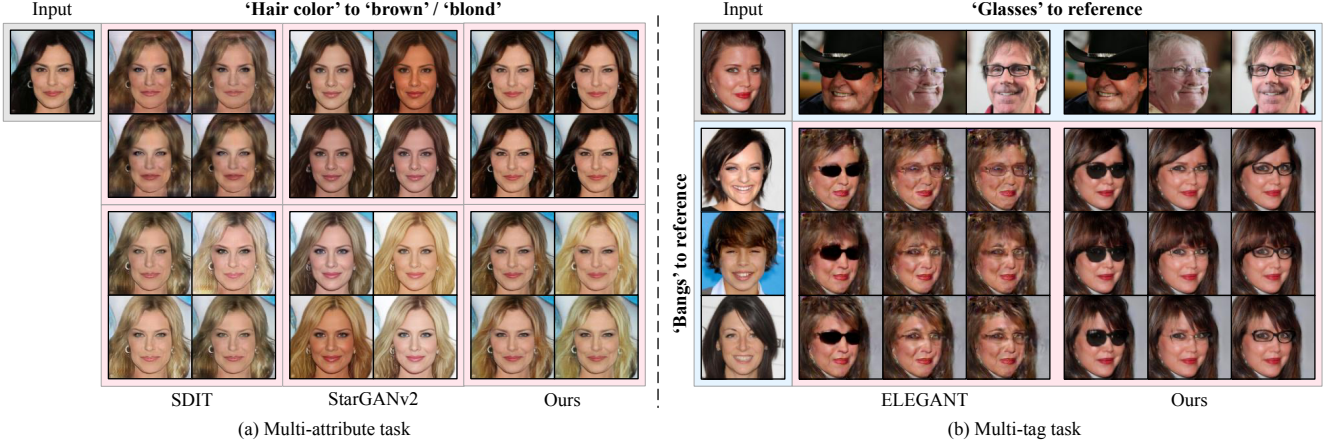 Input
'Hair color' to 'brown' / 'blond'
SDIT
StarGANv2
Ours
(a) Multi-attribute task
Input
'Glasses' to reference
'Bangs' to reference
ELEGANT
Ours
(b) Multi-tag task